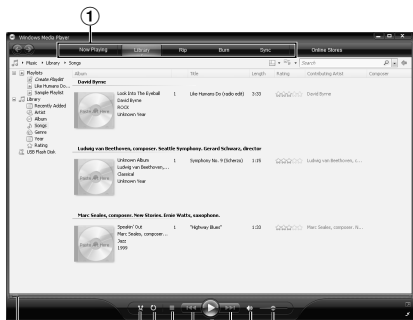 1
Windows Media Player
Now Playing Library Rip Burn Sync Online Stores
Music Library Songs Search
Playlists
Create Playlist
Like Humans Do...
Sample Playlist
Library
Recently Added
Artist
Album
Songs
Genre
Year
Rating
USB Flash Disk
Album Title Length Rating Contributing Artist Composer
David Byrne
Look Into The Eyeball 1 Like Humans Do (radio edit) 3:33 David Byrne
David Byrne
ROCK
Unknown Year
Ludwig van Beethoven, composer. Seattle Symphony. Gerard Schwarz, director
Unknown Album 1 Symphony No. 9 (Scherzo) 1:15 Ludwig van Beethoven, c...
Ludwig van Beethoven,...
Classical
Unknown Year
Marc Seales, composer. New Stories. Ernie Watts, saxophone.
Speakin' Out 1 "Highway Blues" 1:33 Marc Seales, composer. N...
Marc Seales, composer...
Jazz
1999